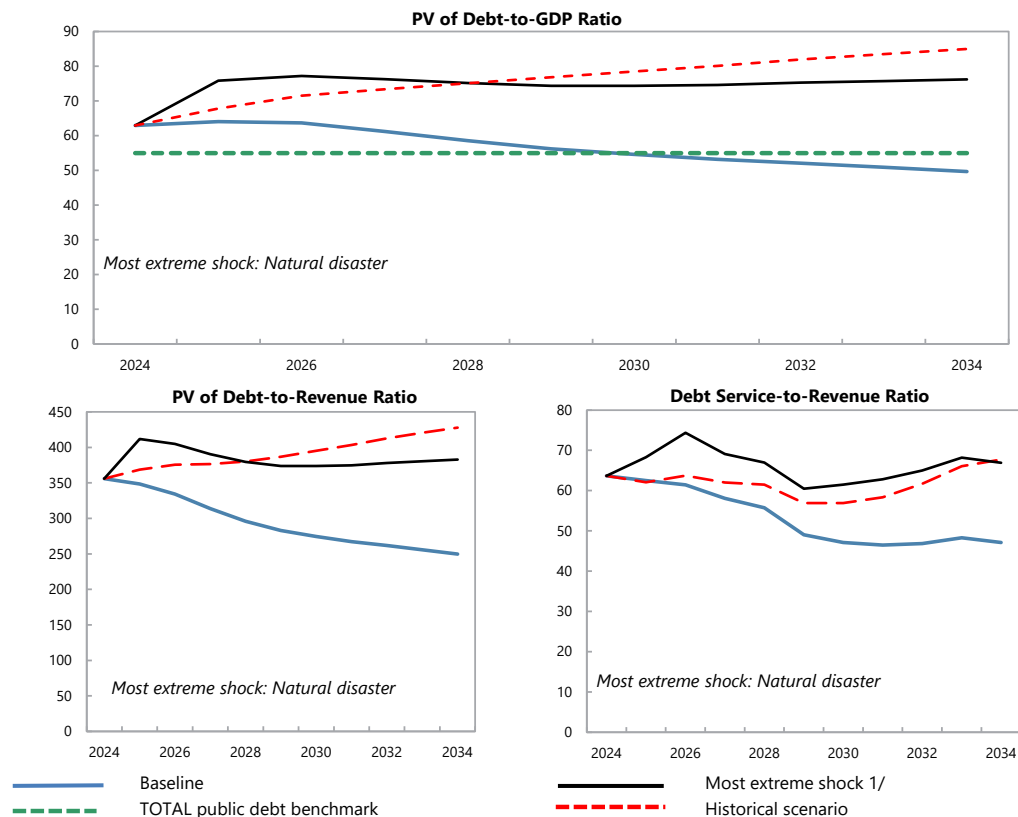 PV of Debt-to-GDP Ratio
90
80
70
60
50
40
30
20
10
0
Most extreme shock: Natural disaster
2024 2026 2028 2030 2032 2034
PV of Debt-to-Revenue Ratio
450
400
350
300
250
200
150
100
50
0
Most extreme shock: Natural disaster
2024 2026 2028 2030 2032 2034
Debt Service-to-Revenue Ratio
80
70
60
50
40
30
20
10
0
Most extreme shock: Natural disaster
2024 2026 2028 2030 2032 2034
Baseline
TOTAL public debt benchmark
Most extreme shock 1/
Historical scenario